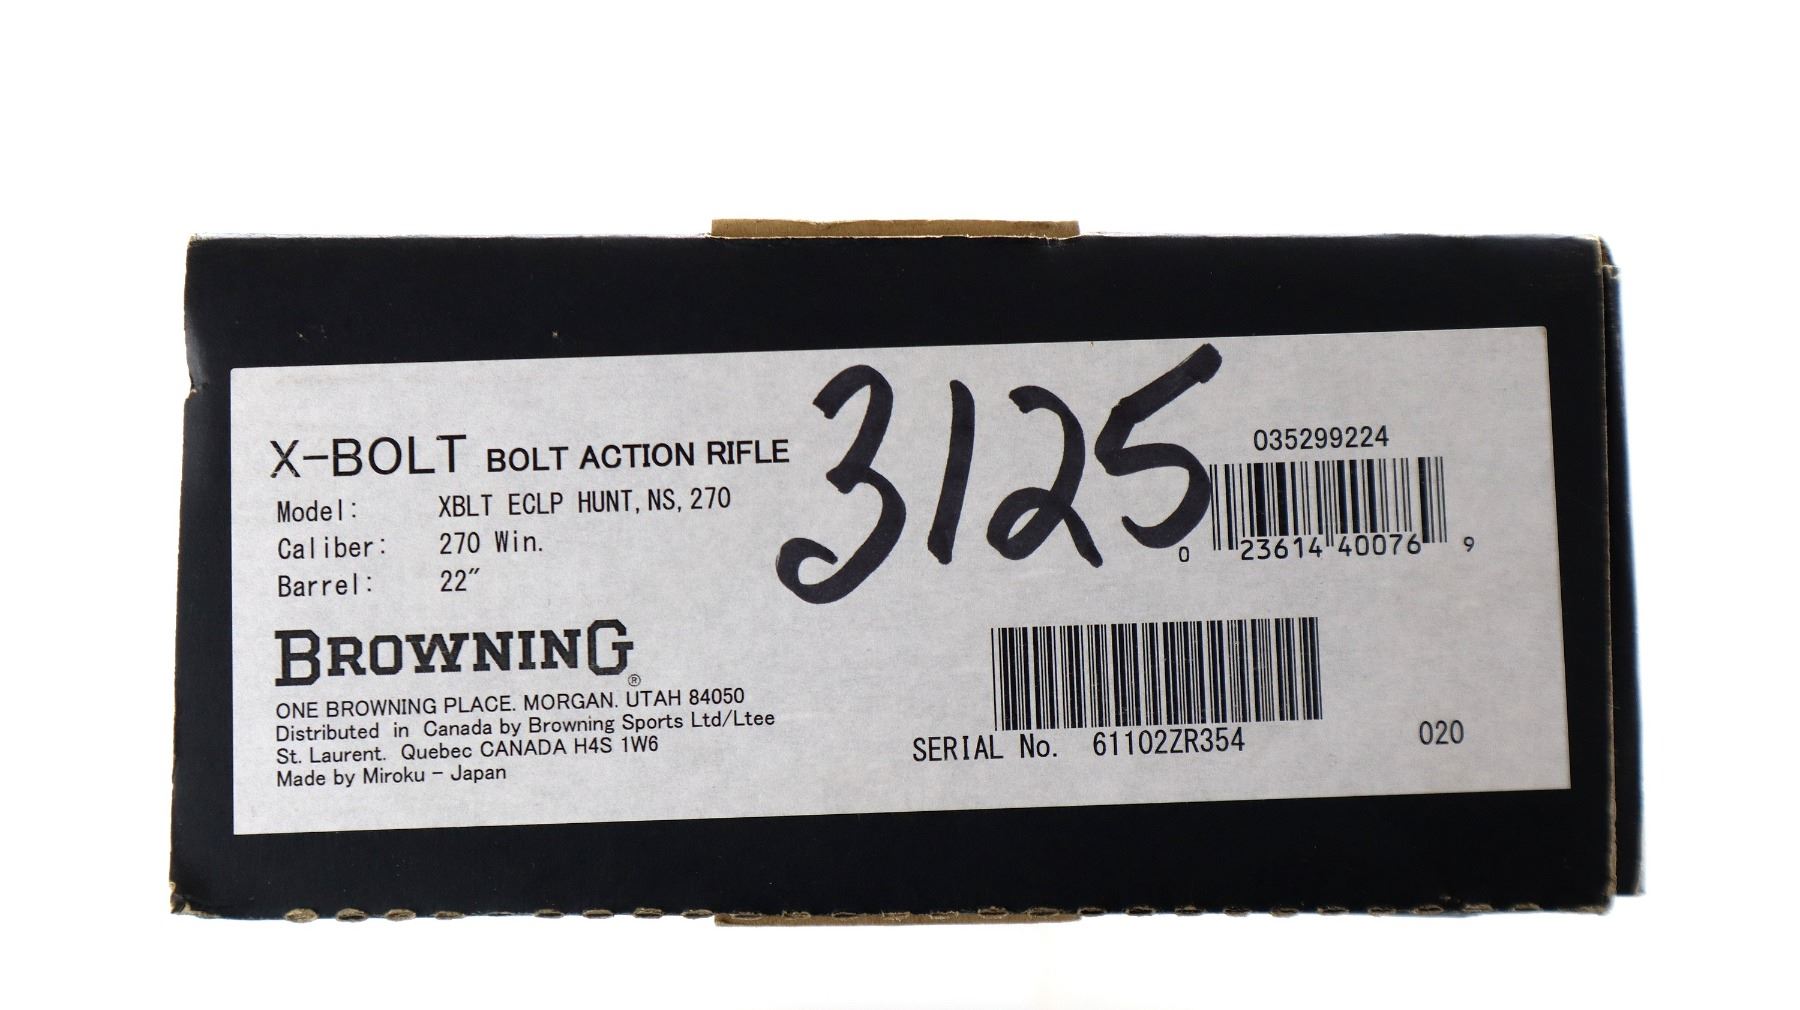 3125
035299224
X-BOLT BOLT ACTION RIFLE
Model: XBLT ECLP HUNT, NS, 270
Caliber: 270 Win.
Barrel: 22″
0 23614 40076 9
BROWNING®
ONE BROWNING PLACE. MORGAN. UTAH 84050
Distributed in Canada by Browning Sports Ltd/Ltee
St. Laurent. Quebec CANADA H4S 1W6
Made by Miroku - Japan
SERIAL No. 61102ZR354
020